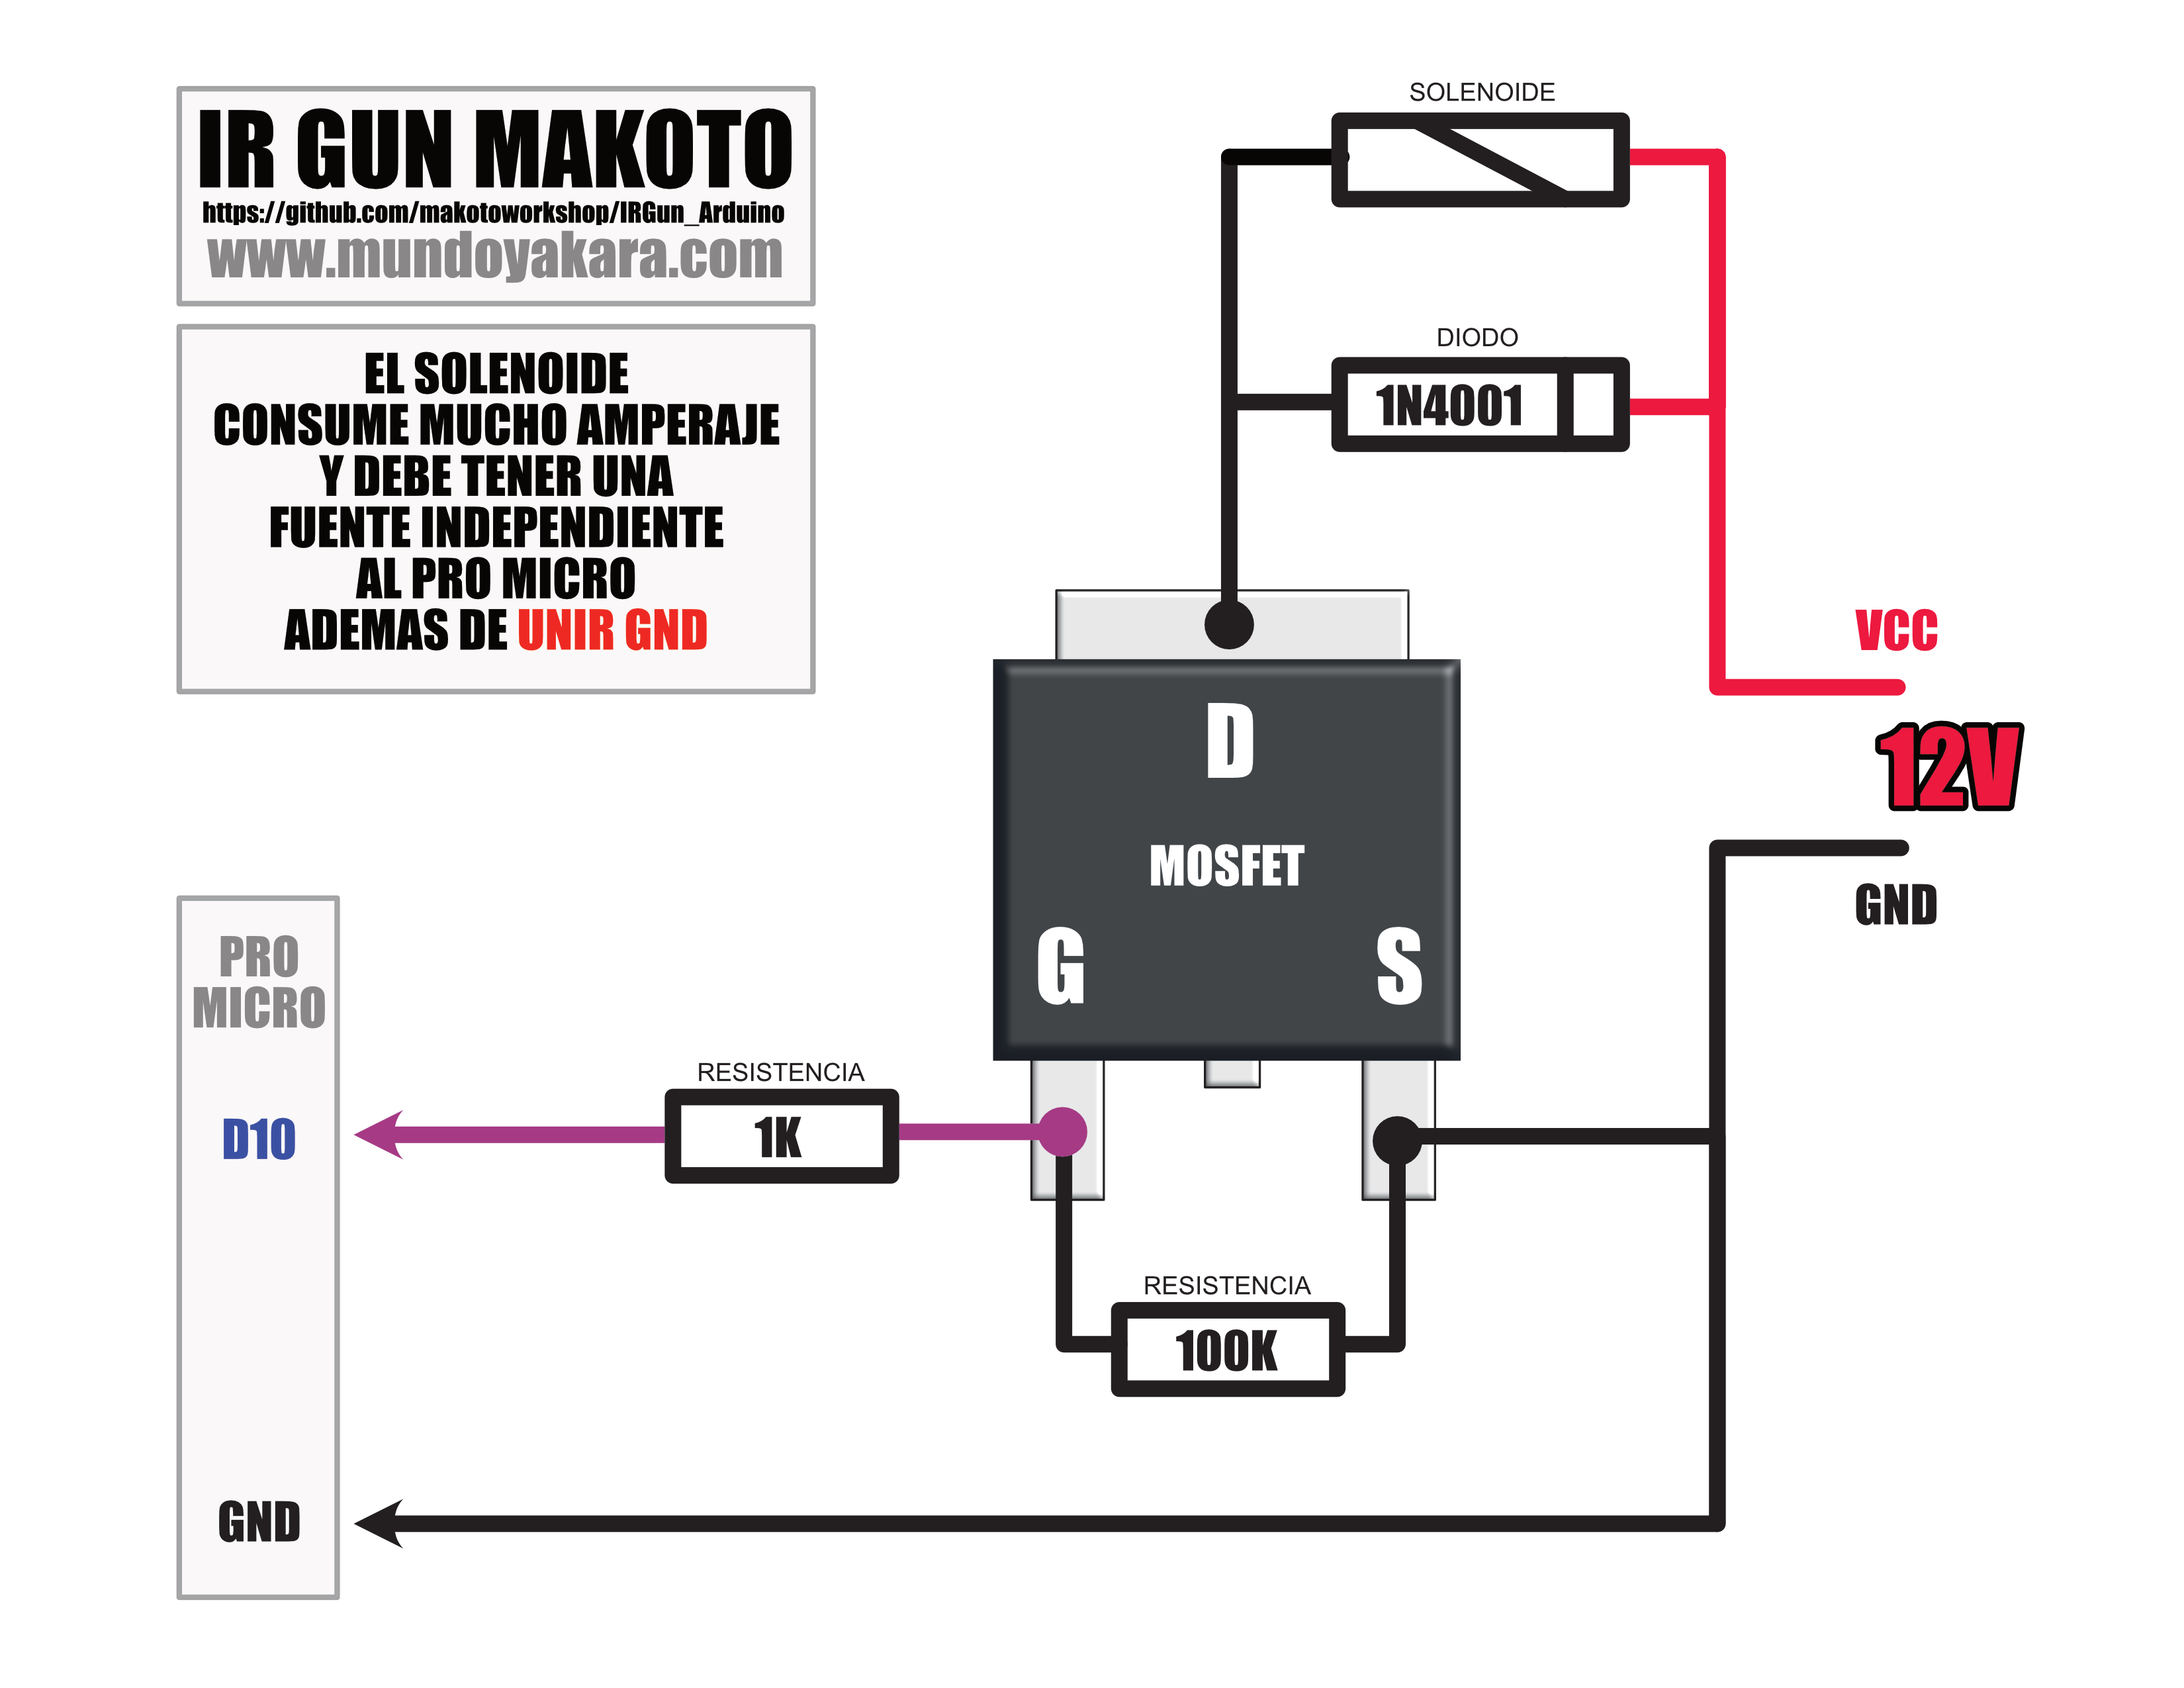 IR GUN MAKOTO
https://github.com/makotoworkshop/IRGun_Arduino
www.mundoyakara.com
EL SOLENOIDE
CONSUME MUCHO AMPERAJE
Y DEBE TENER UNA
FUENTE INDEPENDIENTE
AL PRO MICRO
ADEMAS DE UNIR GND
SOLENOIDE
DIODO
1N4001
VCC
12V
GND
D
MOSFET
G S
PRO
MICRO
D10
GND
RESISTENCIA
1K
RESISTENCIA
100K